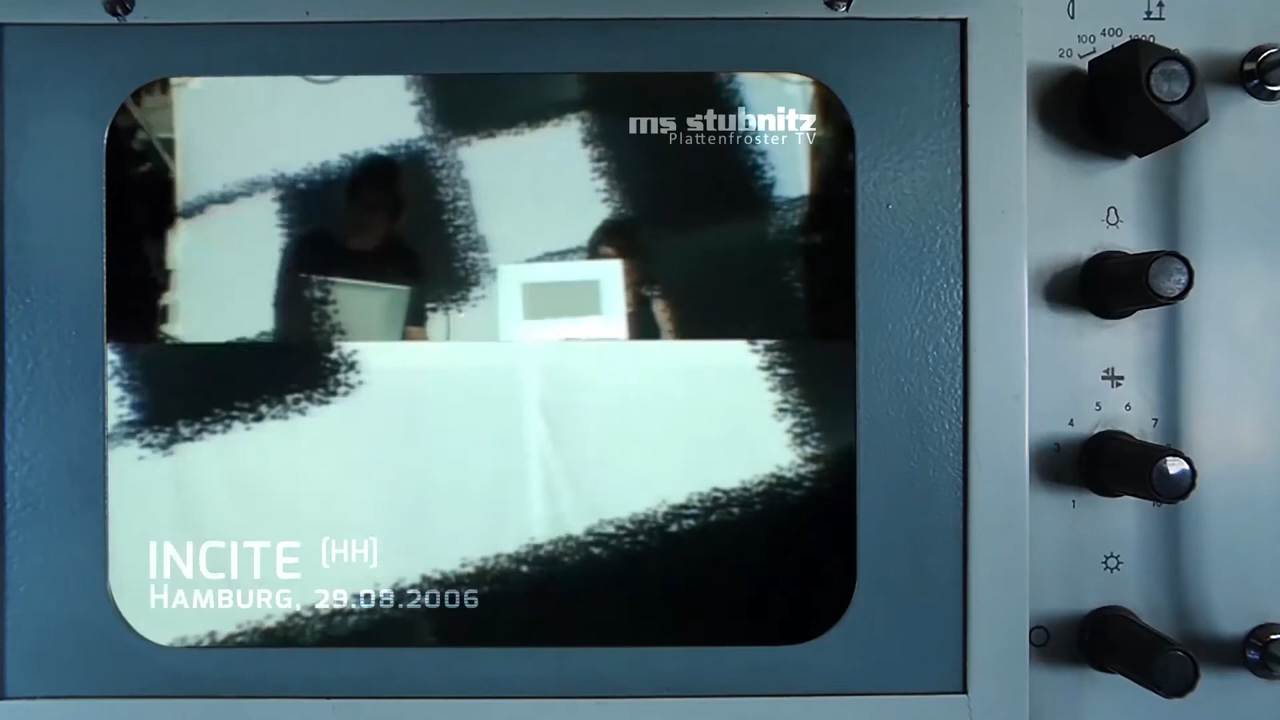 ms stubnitz
Plattenfroster TV
20 100 400 1000
5 6
4 7
3
1 10
INCITE [HH]
HAMBURG, 29.08.2006